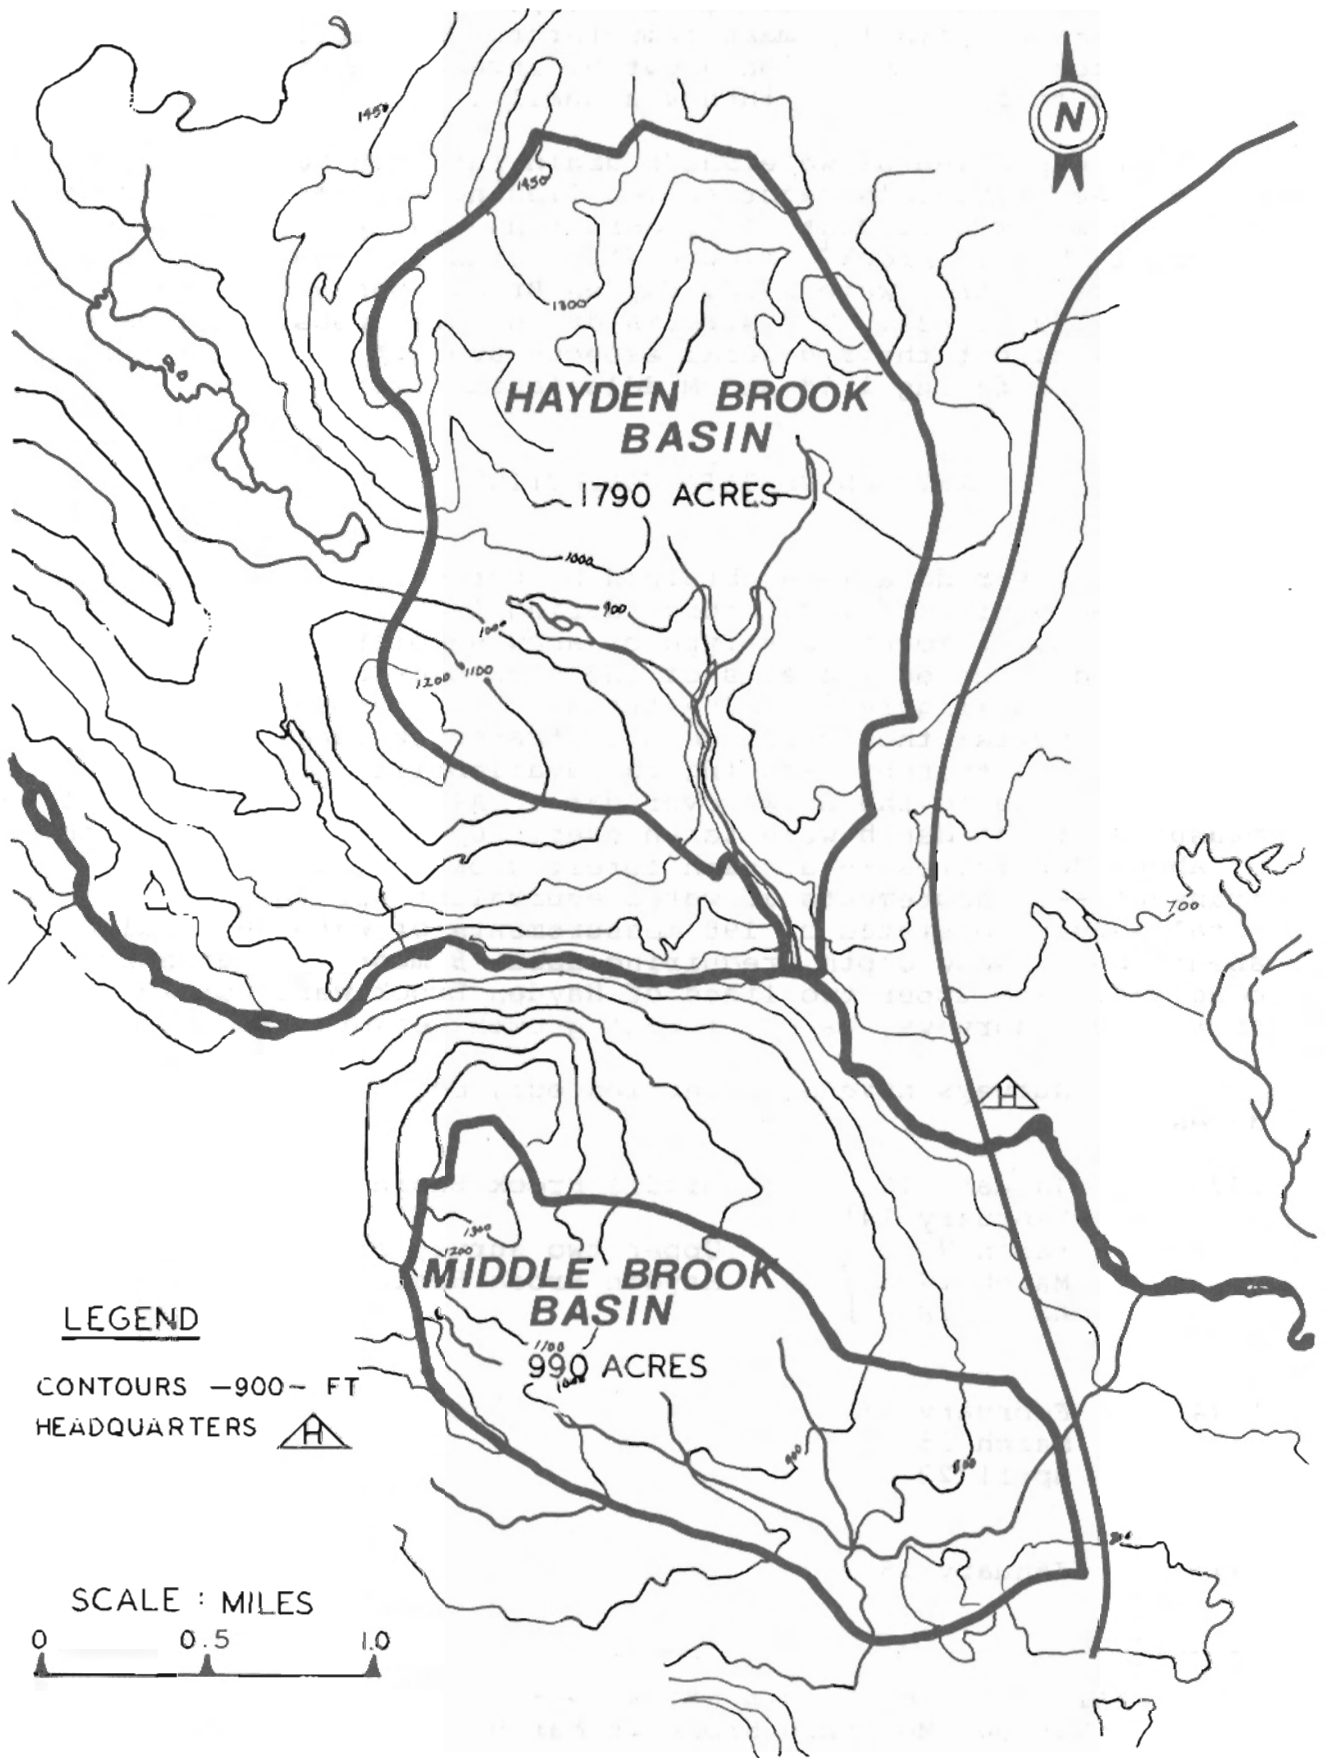 1450
N
1450
1300
HAYDEN BROOK
BASIN
1790 ACRES
1000
900
1000
1200
1100
700
H
1300
1200
MIDDLE BROOK
BASIN
1100
990 ACRES
1000
900
800
LEGEND
CONTOURS -900- FT
HEADQUARTERS H
SCALE : MILES
0 0.5 1.0